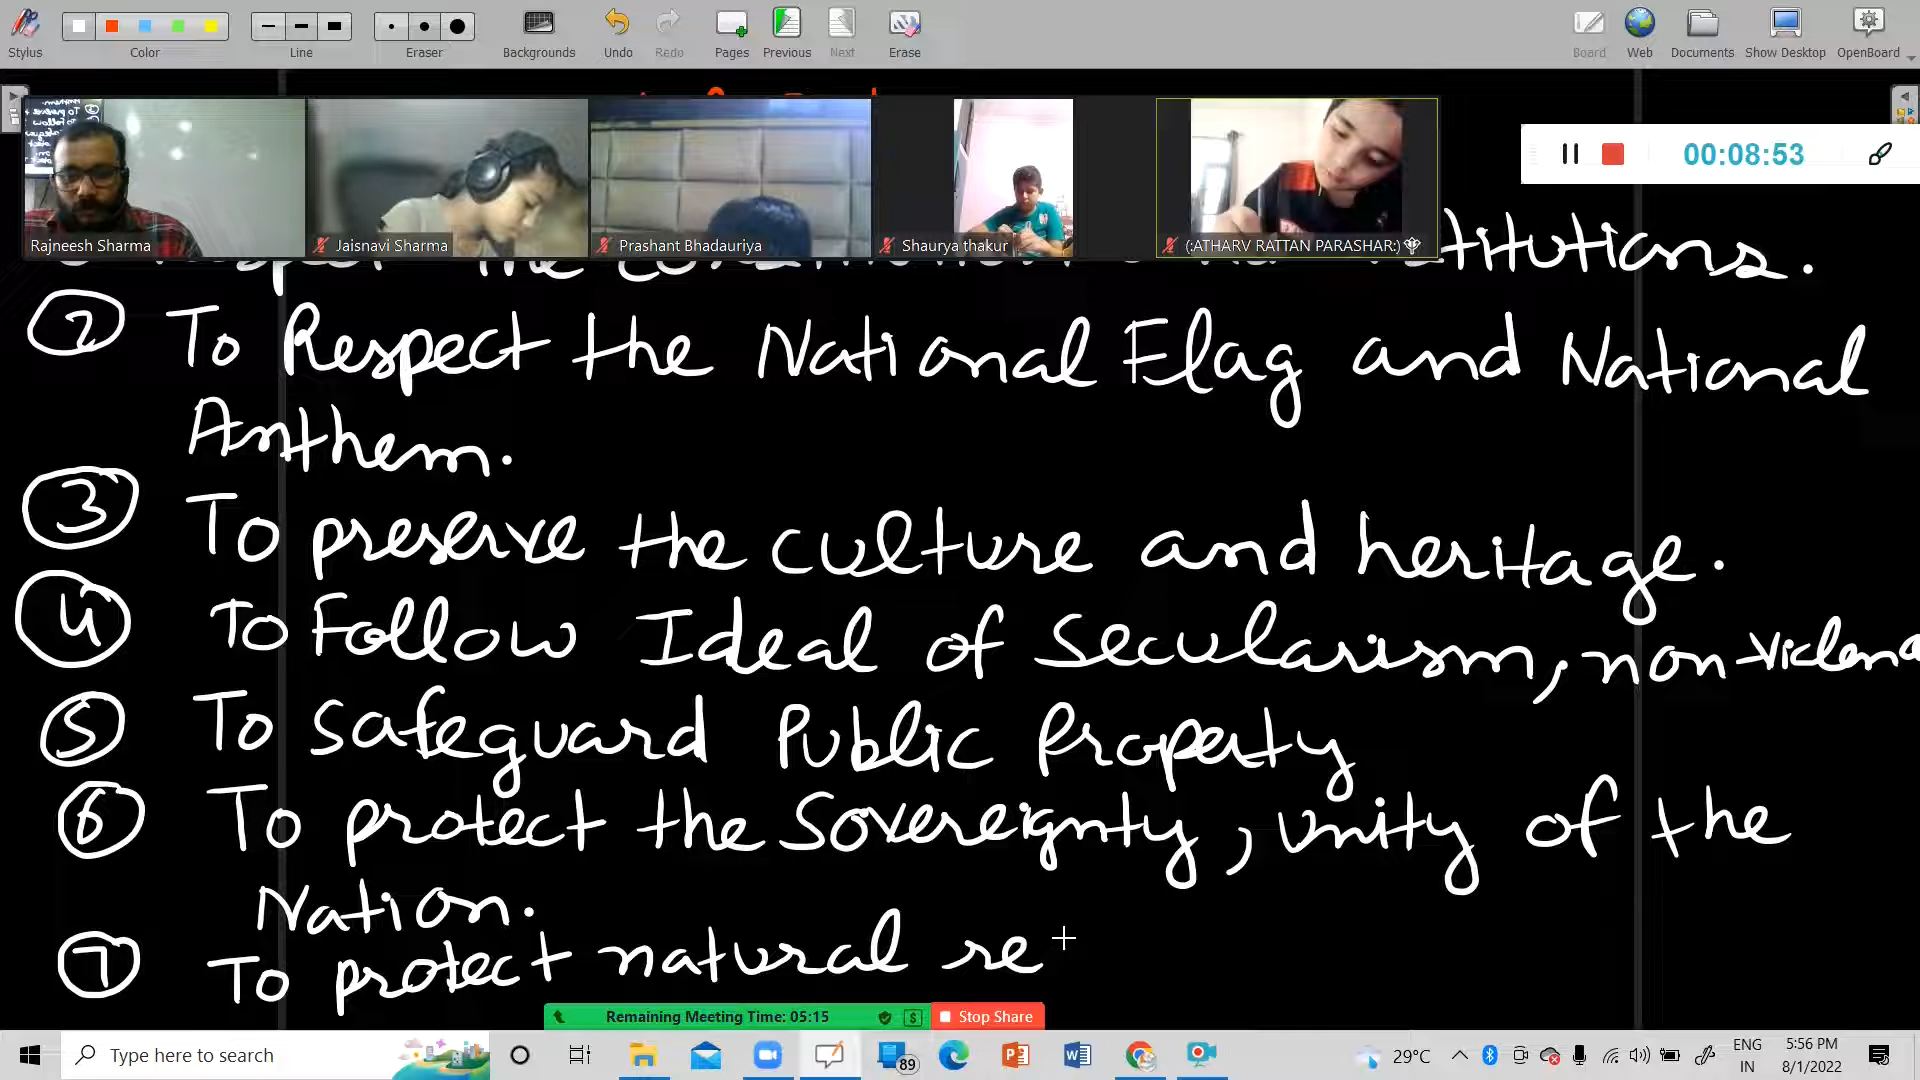 Stylus Color Line Eraser Backgrounds Undo Redo Pages Previous Next Erase Board Web Documents Show Desktop OpenBoard
Rajneesh Sharma Jaisnavi Sharma Prashant Bhadauriya Shaurya thakur (:ATHARV RATTAN PARASHAR:)
00:08:53
titutions.
2 To Respect the National Flag and National
Anthem.
3 To preserve the culture and heritage.
4 To Follow Ideal of Secularism, non-violenc
5 To Safeguard Public Property
6 To protect the Sovereignty, unity of the
Nation.
7 To protect natural re
Remaining Meeting Time: 05:15 Stop Share
Type here to search
89
29°C
ENG
IN
5:56 PM
8/1/2022